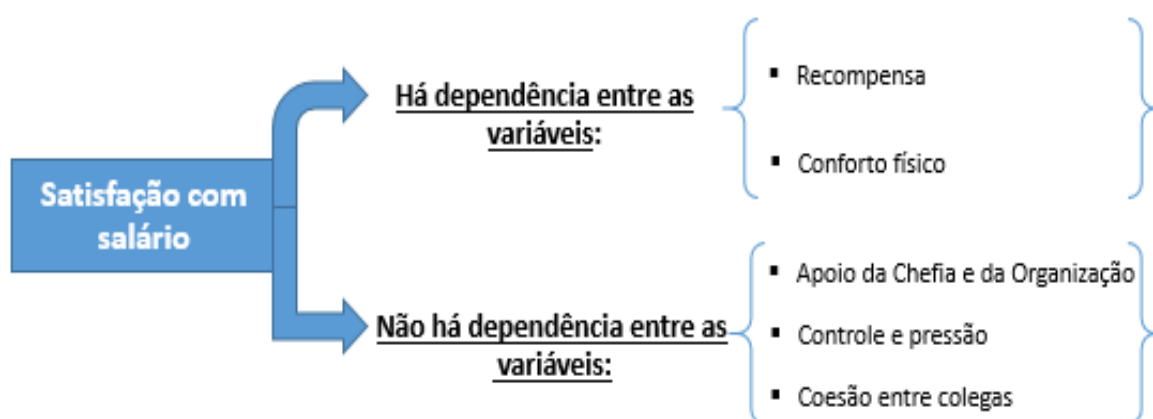 Satisfação com
salário
Há dependência entre as
variáveis:
▪ Recompensa
▪ Conforto físico
Não há dependência entre as
variáveis:
▪ Apoio da Chefia e da Organização
▪ Controle e pressão
▪ Coesão entre colegas